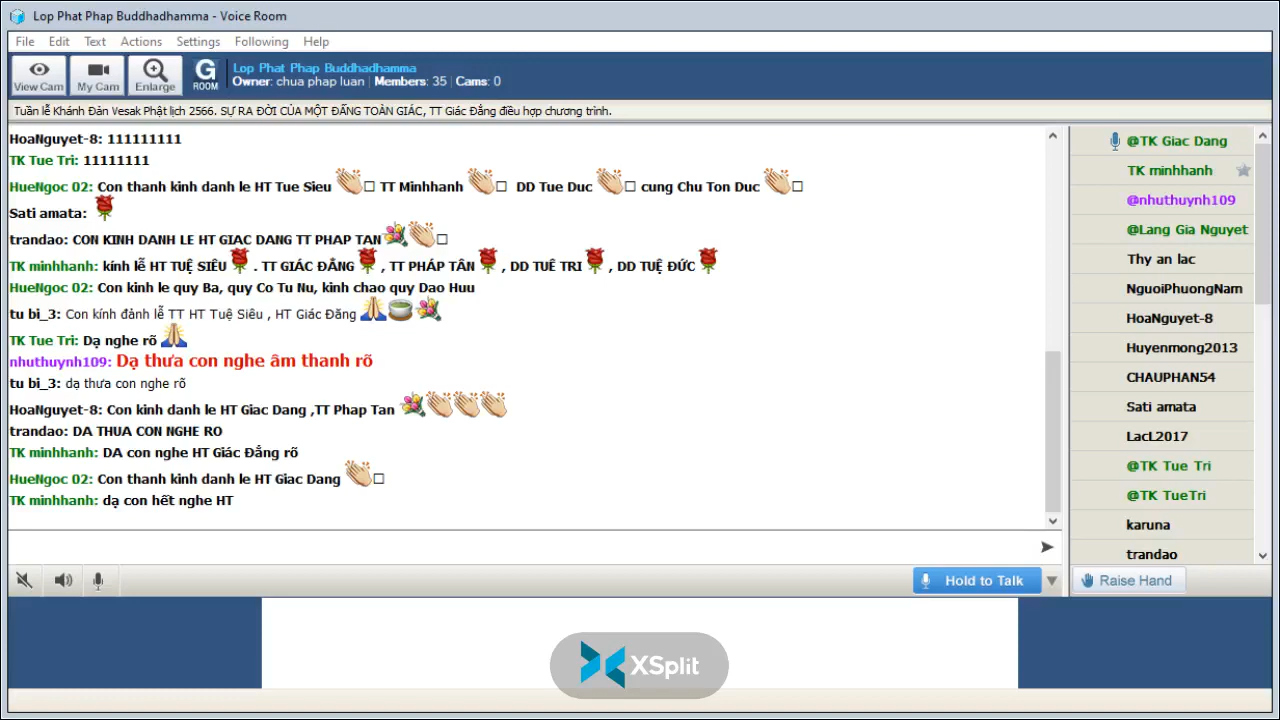 Lop Phat Phap Buddhadhamma - Voice Room
File Edit Text Actions Settings Following Help
View Cam My Cam Enlarge G ROOM
Lop Phat Phap Buddhadhamma
Owner: chua phap luan | Members: 35 | Cams: 0
Tuần lễ Khánh Đản Vesak Phật lịch 2566. SỰ RA ĐỜI CỦA MỘT ĐẤNG TOÀN GIÁC, TT Giác Đẳng điều hợp chương trình.
HoaNguyet-8: 111111111
TK Tue Tri: 11111111
HueNgoc 02: Con thanh kinh danh le HT Tue Sieu 👏□ TT Minhhanh 👏□ DD Tue Duc 👏□ cung Chu Ton Duc 👏□
Sati amata: 🌹
trandao: CON KINH DANH LE HT GIAC DANG TT PHAP TAN 💐👏□
TK minhhanh: kính lễ HT TUỆ SIÊU 🌹 . TT GIÁC ĐẲNG 🌹 , TT PHÁP TÂN 🌹 , DD TUÊ TRI 🌹 , DD TUỆ ĐỨC 🌹
HueNgoc 02: Con kinh le quy Ba, quy Co Tu Nu, kinh chao quy Dao Huu
tu bi_3: Con kính đảnh lễ TT HT Tuệ Siêu , HT Giác Đăng 🙏🍵💐
TK Tue Tri: Dạ nghe rõ 🙏
nhuthuynh109: Dạ thưa con nghe âm thanh rõ
tu bi_3: dạ thưa con nghe rõ
HoaNguyet-8: Con kinh danh le HT Giac Dang ,TT Phap Tan 💐👏👏👏
trandao: DA THUA CON NGHE RO
TK minhhanh: DA con nghe HT Giác Đẳng rõ
HueNgoc 02: Con thanh kinh danh le HT Giac Dang 👏□
TK minhhanh: dạ con hết nghe HT
@TK Giac Dang
TK minhhanh
@nhuthuynh109
@Lang Gia Nguyet
Thy an lac
NguoiPhuongNam
HoaNguyet-8
Huyenmong2013
CHAUPHAN54
Sati amata
LacL2017
@TK Tue Tri
@TK TueTri
karuna
trandao
Hold to Talk
Raise Hand
XSplit